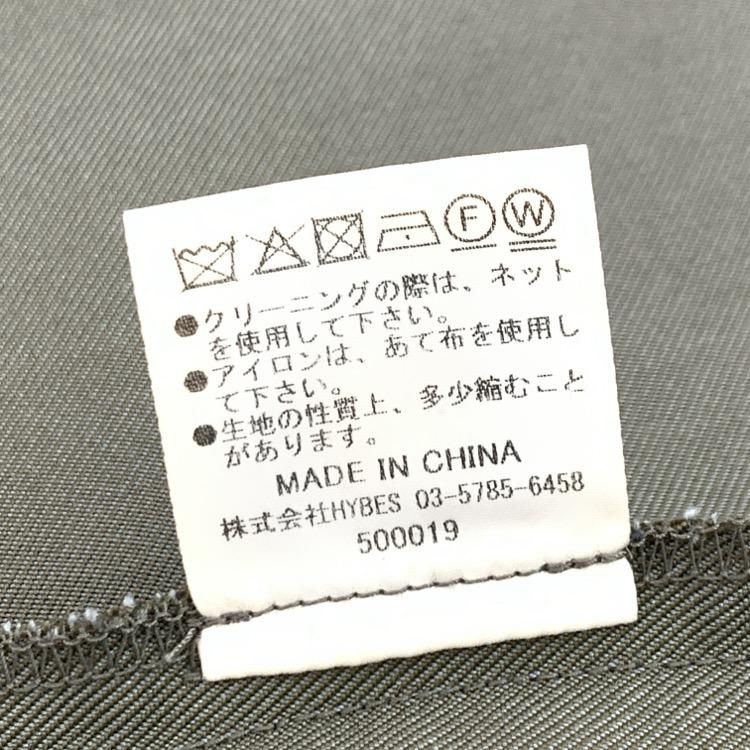 F W
●クリーニングの際は、ネット
を使用して下さい。
●アイロンは、あて布を使用し
て下さい。
●生地の性質上、多少縮むこと
があります。
MADE IN CHINA
株式会社HYBES 03-5785-6458
500019